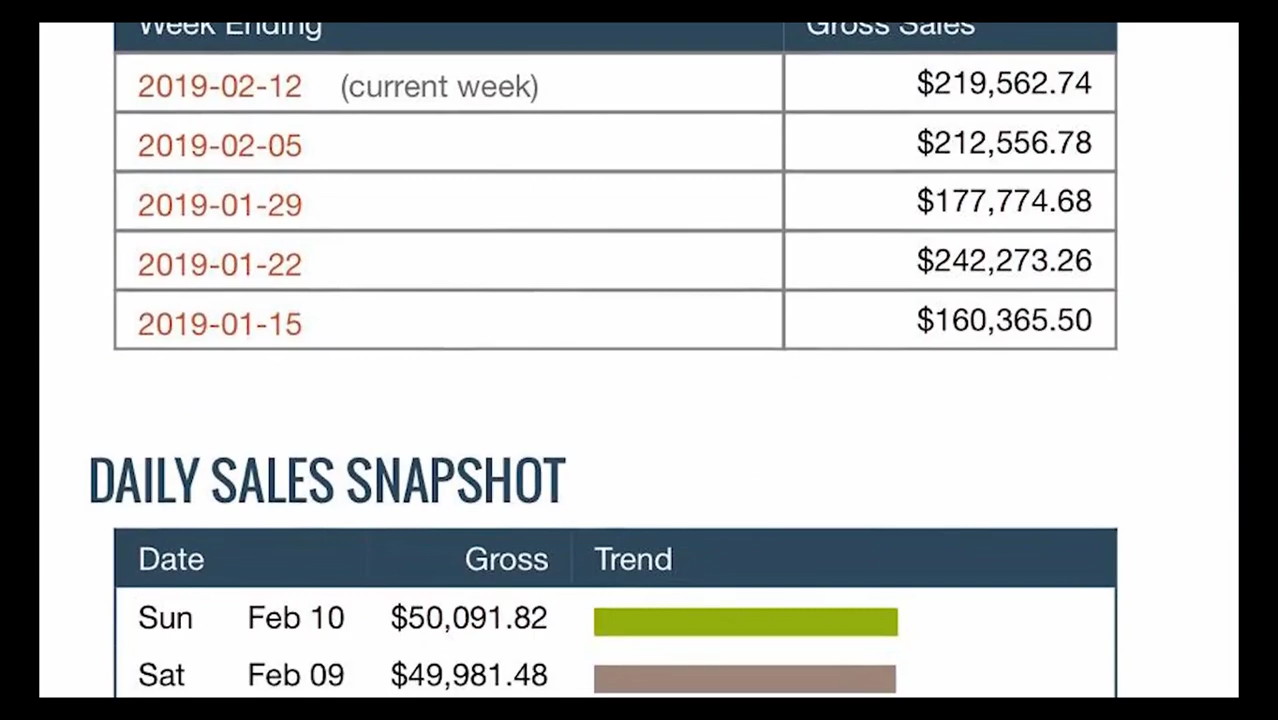 Week Ending Gross Sales
2019-02-12 (current week) $219,562.74
2019-02-05 $212,556.78
2019-01-29 $177,774.68
2019-01-22 $242,273.26
2019-01-15 $160,365.50
DAILY SALES SNAPSHOT
Date Gross Trend
Sun Feb 10 $50,091.82
Sat Feb 09 $49,981.48